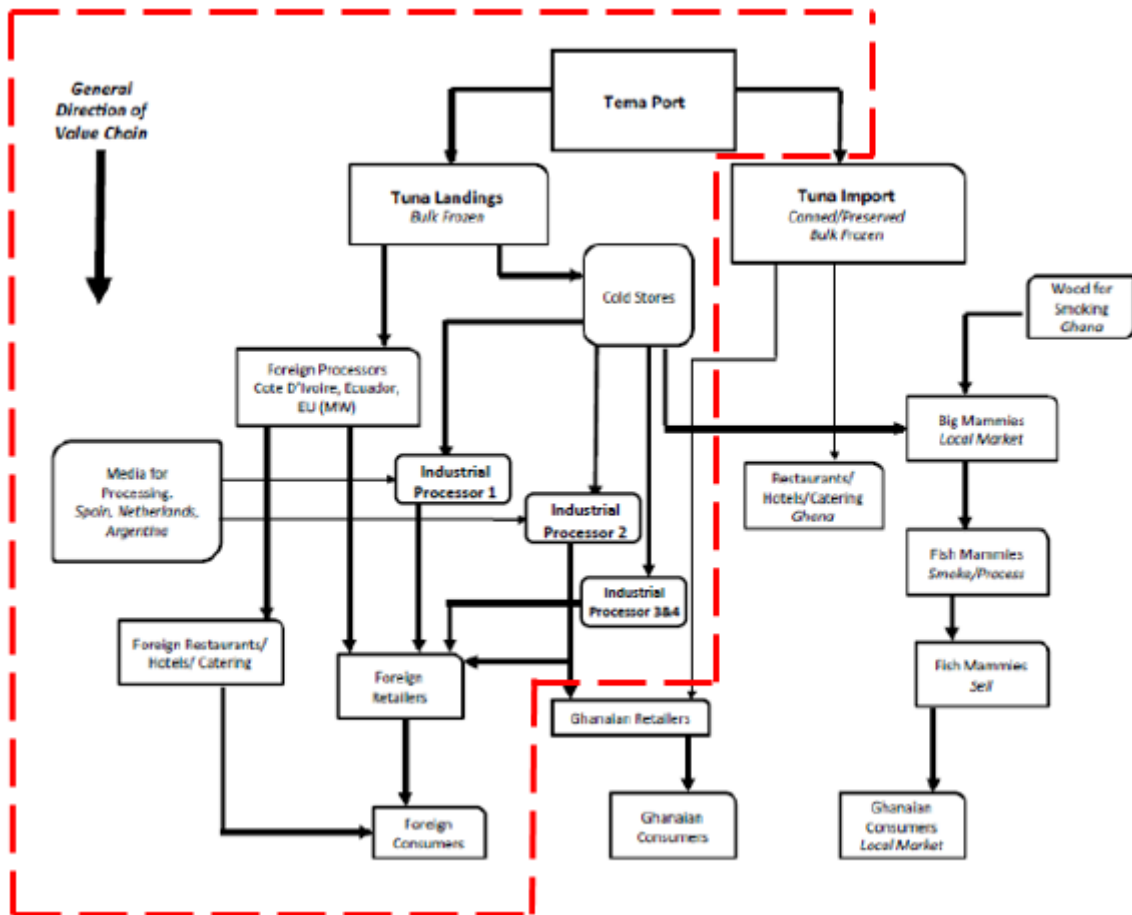 General
Direction of
Value Chain
Tema Port
Tuna Landings
Bulk Frozen
Tuna Import
Canned/Preserved
Bulk Frozen
Cold Stores
Wood for
Smoking
Ghana
Foreign Processors
Cote D'Ivoire, Ecuador,
EU (MW)
Big Mammies
Local Market
Media for
Processing,
Spain, Netherlands,
Argentina
Industrial
Processor 1
Restaurants/
Hotels/Catering
Ghana
Industrial
Processor 2
Fish Mammies
Smoke/Process
Industrial
Processor 3&4
Foreign Restaurants/
Hotels/ Catering
Foreign
Retailers
Fish Mammies
Sell
Ghanaian Retailers
Foreign
Consumers
Ghanaian
Consumers
Ghanaian
Consumers
Local Market